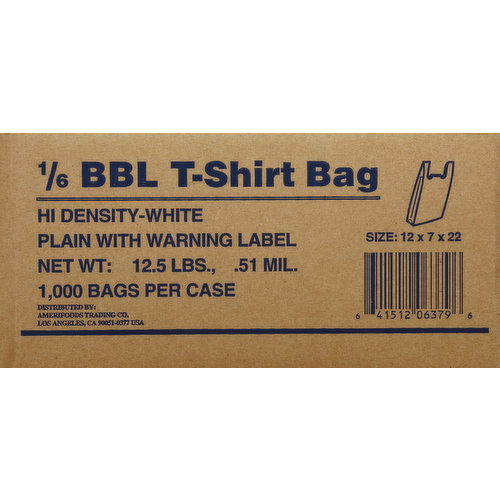 1/6 BBL T-Shirt Bag
HI DENSITY-WHITE
PLAIN WITH WARNING LABEL
NET WT: 12.5 LBS., .51 MIL.
1,000 BAGS PER CASE
DISTRIBUTED BY:
AMERIFOODS TRADING CO.
LOS ANGELES, CA 90051-0377 USA
SIZE: 12 x 7 x 22
6 41512 06379 6